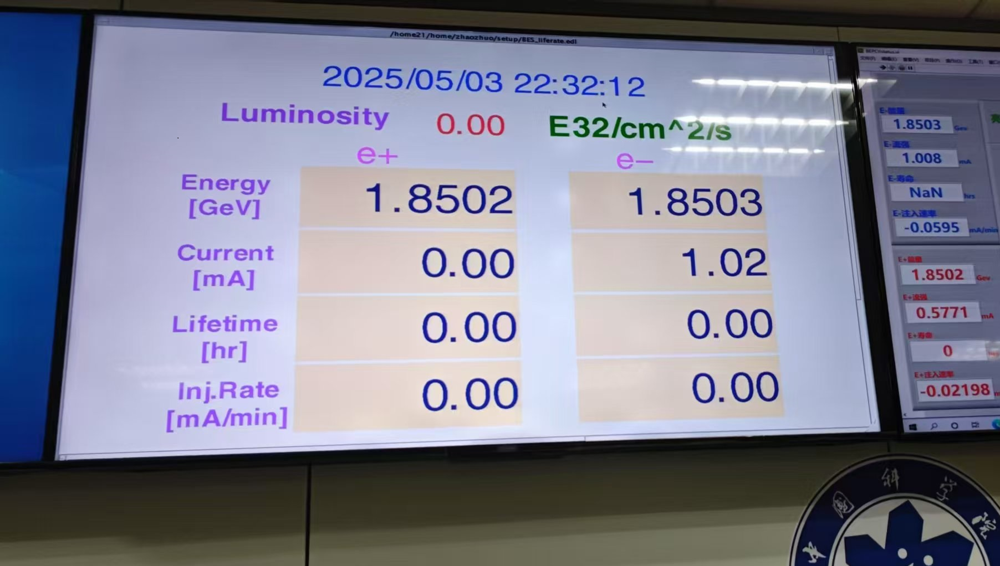 /home21/home/zhaozhuo/setup/BES_liferate.edl
2025/05/03 22:32:12
Luminosity 0.00 E32/cm^2/s
e+ e−
Energy [GeV] 1.8502 1.8503
Current [mA] 0.00 1.02
Lifetime [hr] 0.00 0.00
Inj.Rate [mA/min] 0.00 0.00
E-能量
1.8503 Gev
E-流强
1.008 mA
E-寿命
NaN hrs
E-注入速率
-0.0595 mA/min
E+能量
1.8502 Gev
E+流强
0.5771 mA
E+寿命
0
E+注入速率
-0.02198
中国科学院